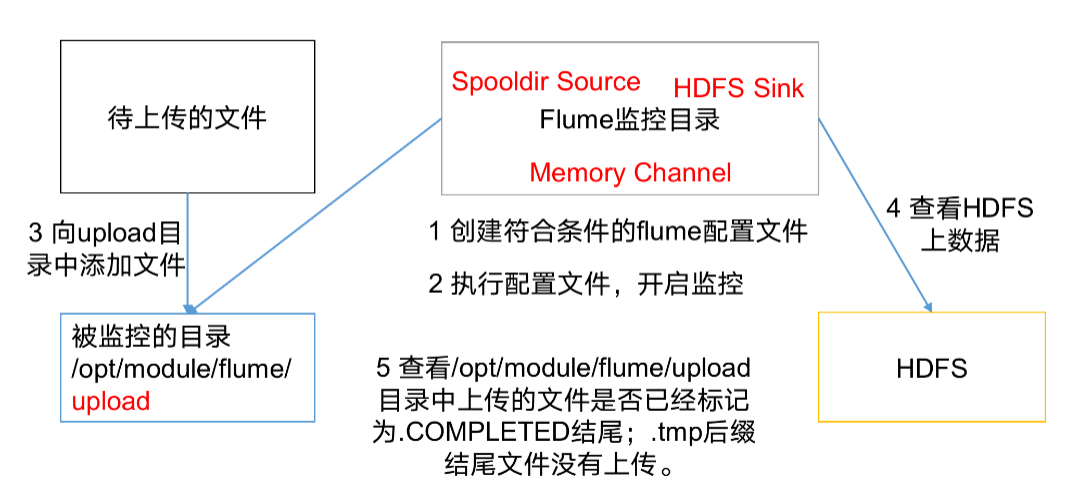 待上传的文件
Spooldir Source
HDFS Sink
Flume监控目录
Memory Channel
3 向upload目
录中添加文件
1 创建符合条件的flume配置文件
2 执行配置文件，开启监控
4 查看HDFS
上数据
被监控的目录
/opt/module/flume/
upload
5 查看/opt/module/flume/upload
目录中上传的文件是否已经标记
为.COMPLETED结尾；.tmp后缀
结尾文件没有上传。
HDFS